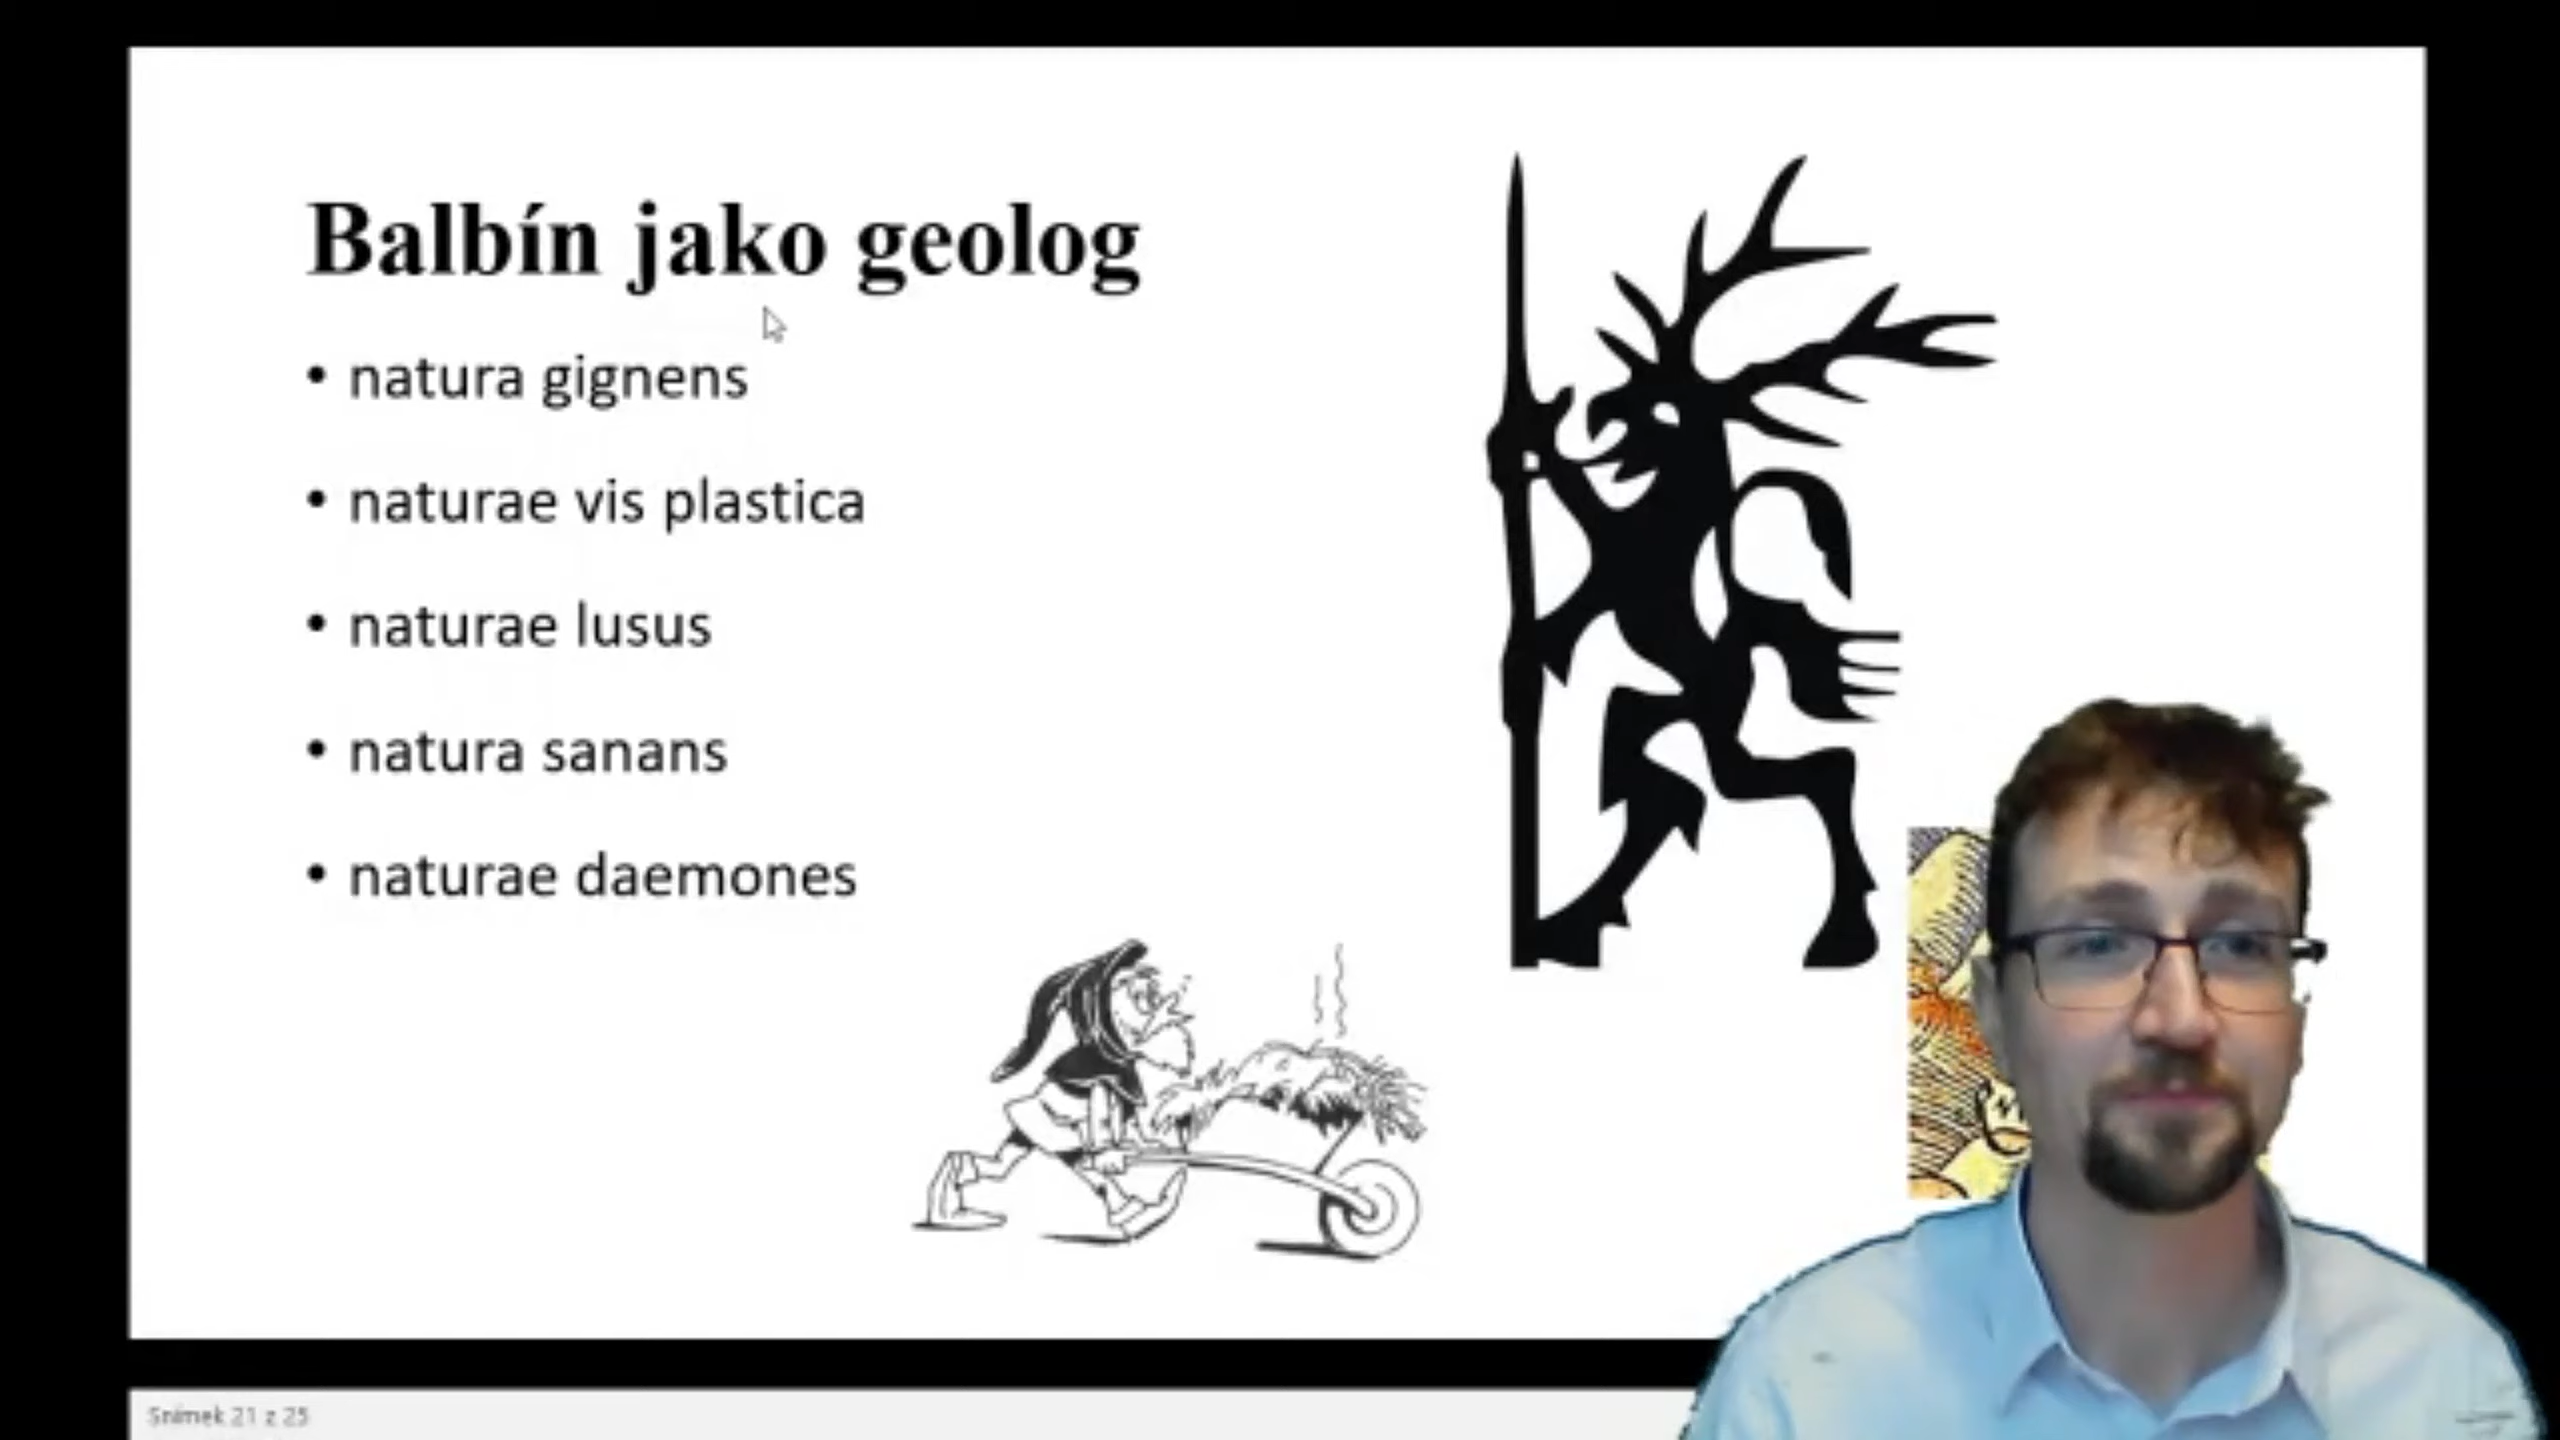 Balbín jako geolog
• natura gignens
• naturae vis plastica
• naturae lusus
• natura sanans
• naturae daemones
Snímek 21 z 25